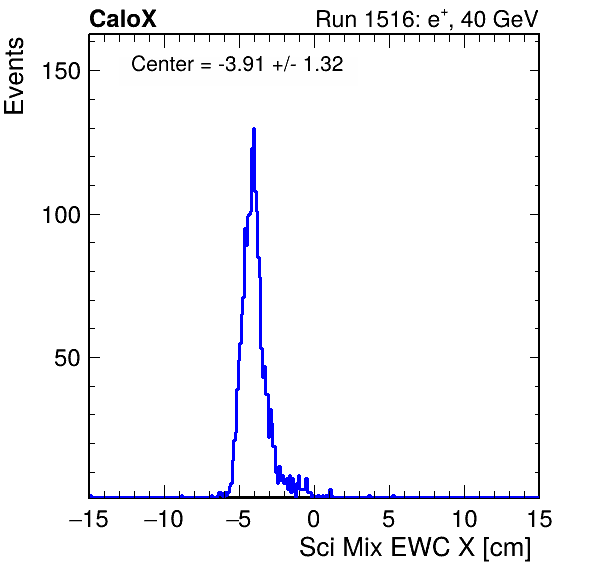 CaloX Run 1516: e⁺, 40 GeV
Center = -3.91 +/- 1.32
Events
150
100
50
−15 −10 −5 0 5 10 15
Sci Mix EWC X [cm]